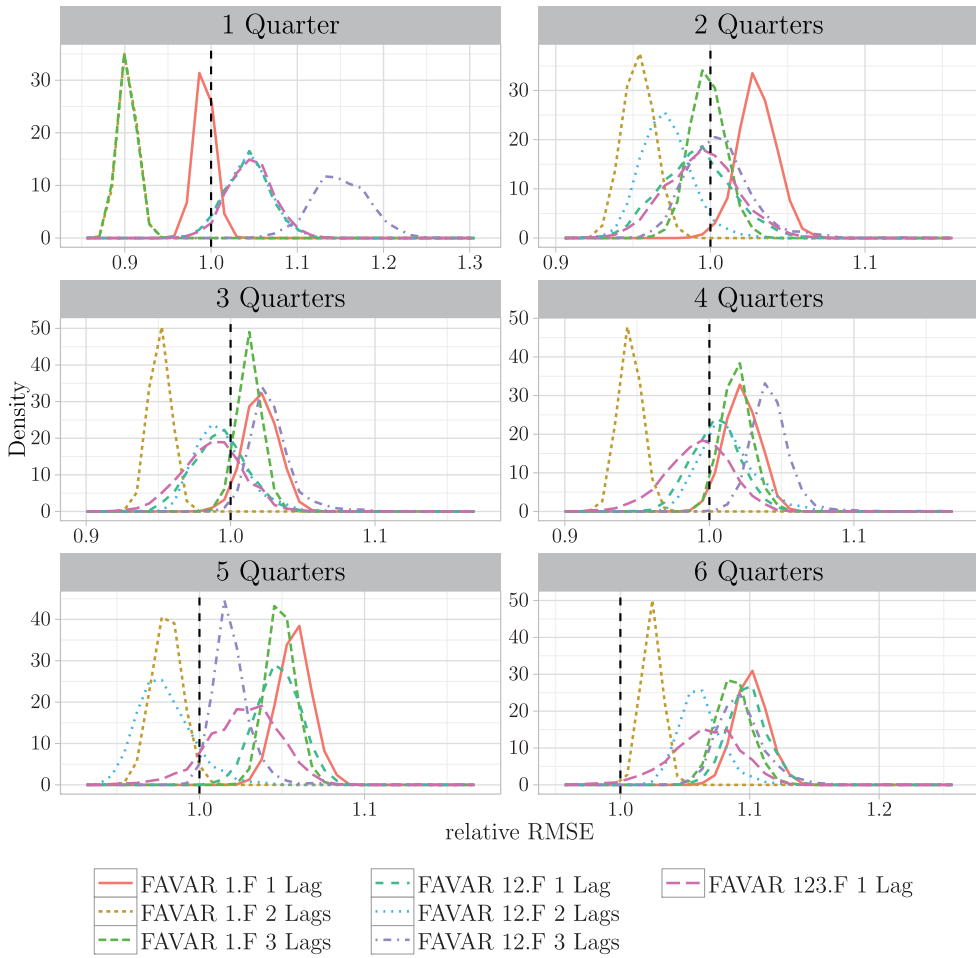 1 Quarter
2 Quarters
30
20
10
0
0.9 1.0 1.1 1.2 1.3
30
20
10
0
0.9 1.0 1.1
3 Quarters
4 Quarters
50
40
30
20
10
0
0.9 1.0 1.1
50
40
30
20
10
0
0.9 1.0 1.1
Density
5 Quarters
6 Quarters
40
30
20
10
0
1.0 1.1
50
40
30
20
10
0
1.0 1.1 1.2
relative RMSE
FAVAR 1.F 1 Lag
FAVAR 1.F 2 Lags
FAVAR 1.F 3 Lags
FAVAR 12.F 1 Lag
FAVAR 12.F 2 Lags
FAVAR 12.F 3 Lags
FAVAR 123.F 1 Lag